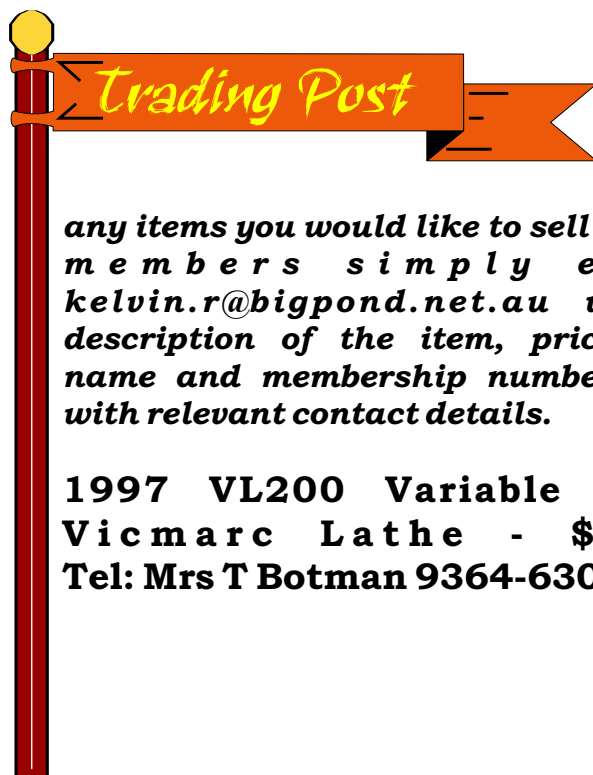 Trading Post
any items you would like to sell
members simply e
kelvin.r@bigpond.net.au
description of the item, pric
name and membership numbe
with relevant contact details.
1997 VL200 Variable
Vicmarc Lathe - $
Tel: Mrs T Botman 9364-630